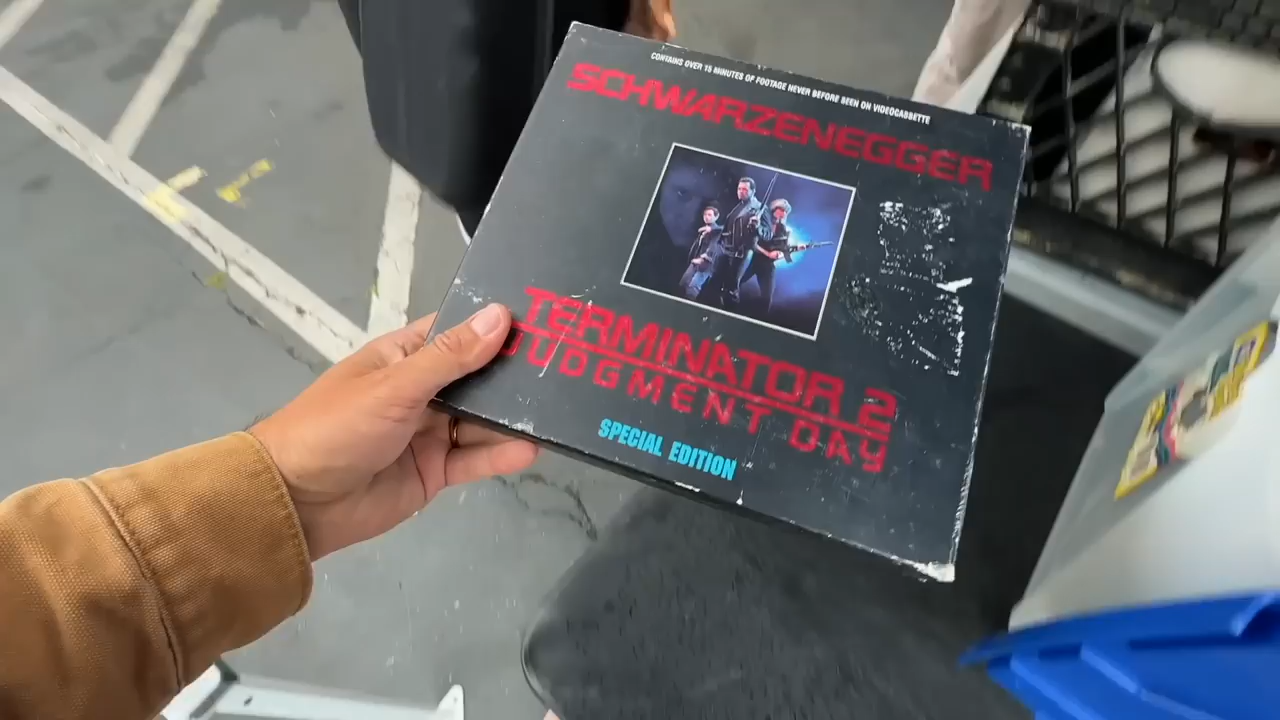 CONTAINS OVER 15 MINUTES OF FOOTAGE NEVER BEFORE SEEN ON VIDEOCASSETTE
SCHWARZENEGGER
TERMINATOR 2
JUDGMENT DAY
SPECIAL EDITION